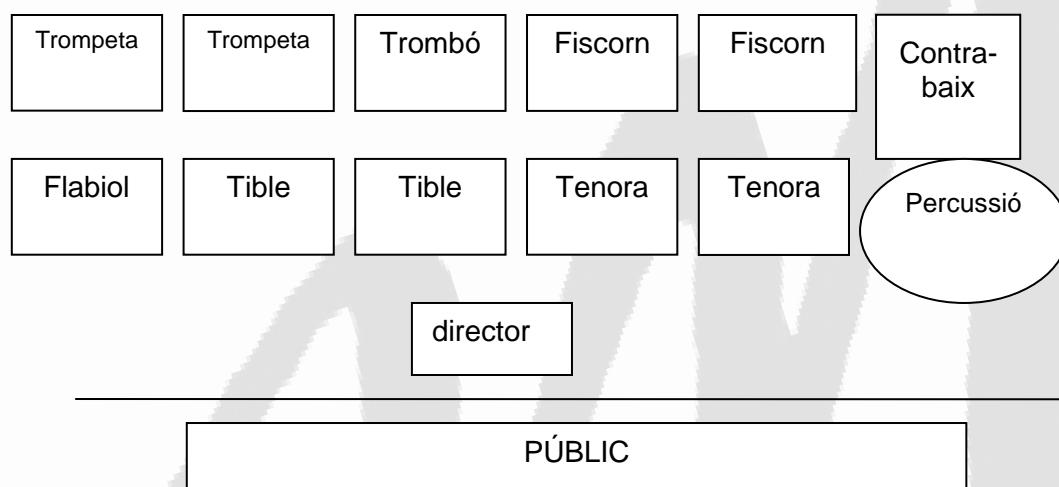 Trompeta Trompeta Trombó Fiscorn Fiscorn Contra-
baix
Flabiol Tible Tible Tenora Tenora Percussió
director
PÚBLIC